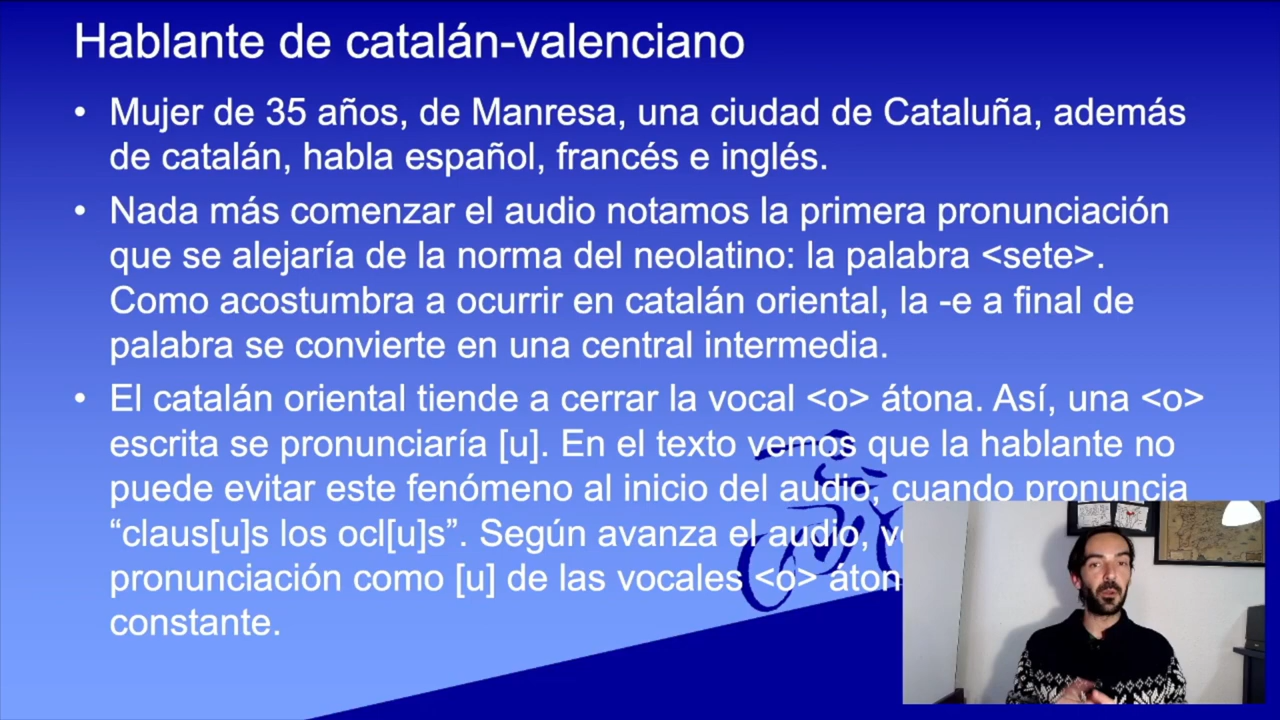 Hablante de catalán-valenciano
• Mujer de 35 años, de Manresa, una ciudad de Cataluña, además
de catalán, habla español, francés e inglés.
• Nada más comenzar el audio notamos la primera pronunciación
que se alejaría de la norma del neolatino: la palabra <sete>.
Como acostumbra a ocurrir en catalán oriental, la -e a final de
palabra se convierte en una central intermedia.
• El catalán oriental tiende a cerrar la vocal <o> átona. Así, una <o>
escrita se pronunciaría [u]. En el texto vemos que la hablante no
puede evitar este fenómeno al inicio del audio, cuando pronuncia
“claus[u]s los ocl[u]s”. Según avanza el audio,
pronunciación como [u] de las vocales <o>
constante.